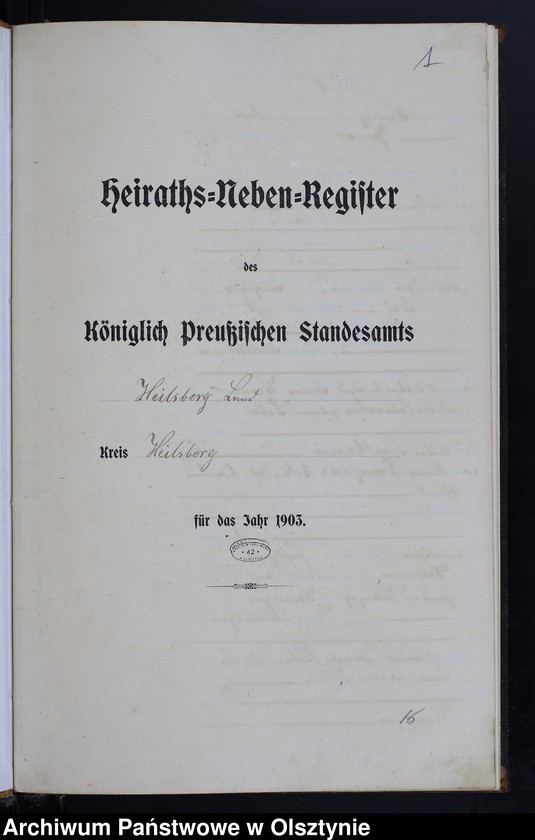 1
Heiraths-Neben-Register
des
Königlich Preußischen Standesamts
Heilsberg Land
Kreis Heilsberg
für das Jahr 1903.
42
16
Archiwum Państwowe w Olsztynie